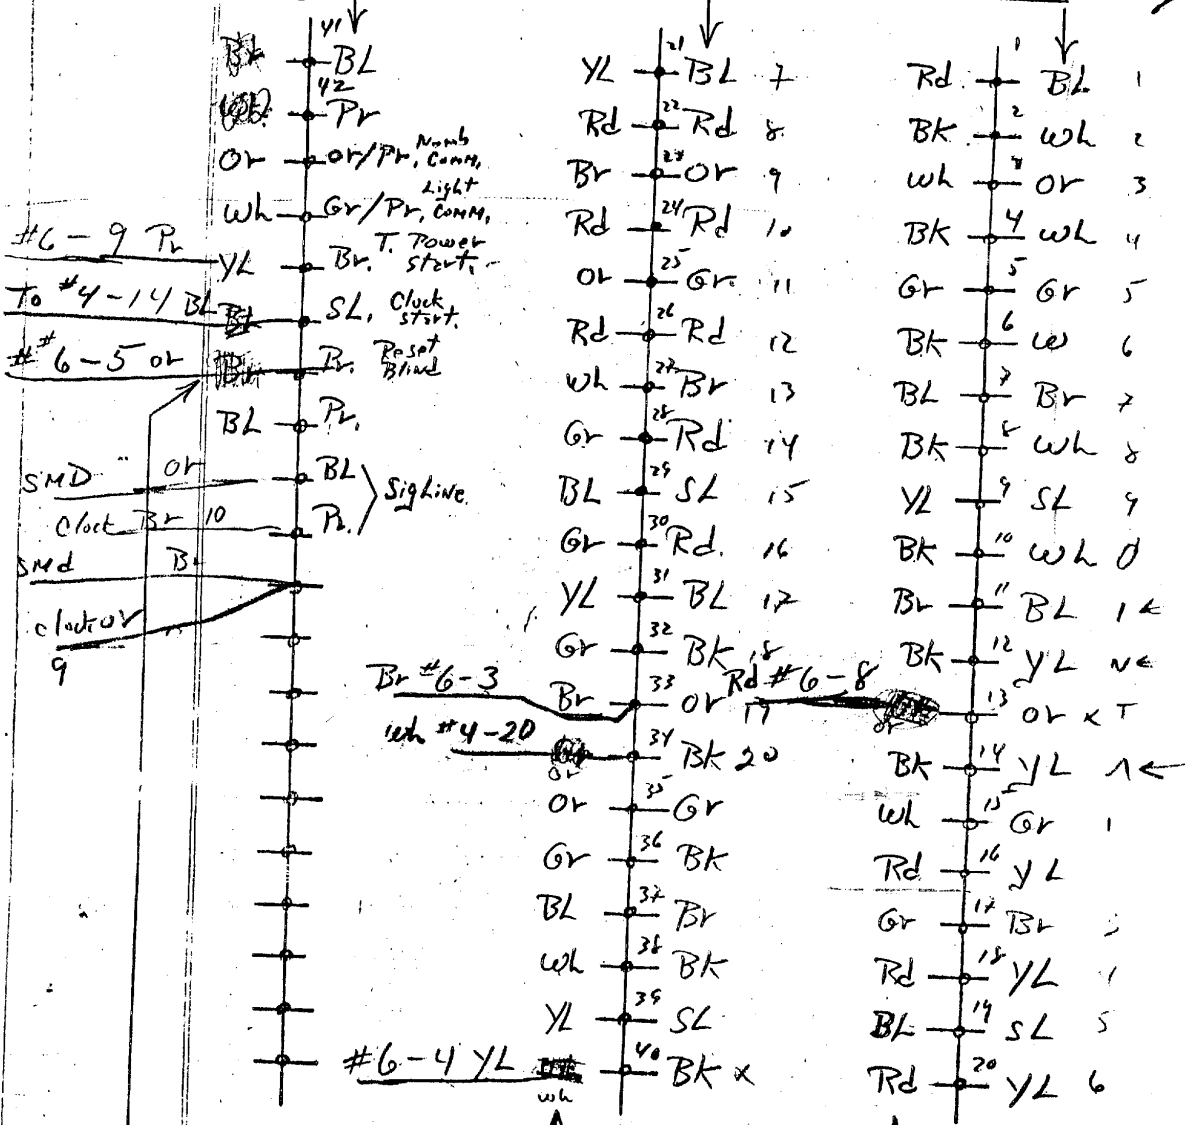 41
BL
42
Pr
Or or/Pr, Numb Comm,
Wh Gr/Pr, Light Comm,
#6-9 Pr YL Br. T. Power start,
To #4-14 BL SL, Clock start,
#6-5 or Br. Reset Blind
BL Pr.
SMD or BL
Sig Line
Clock Br 10 Pr.
SMd Br
Clock or
9
YL 21 BL 7
Rd 22 Rd 8
Br 23 Or 9
Rd 24 Rd 10
Or 25 Gr 11
Rd 26 Rd 12
Wh 27 Br 13
Gr 28 Rd 14
BL 29 SL 15
Gr 30 Rd. 16
YL 31 BL 17
Gr 32 BK 18
Br #6-3 Br 33 Or 19
Wh #4-20 34 BK 20
Or
Or 35 Gr
Gr 36 BK
BL 37 Br
Wh 38 BK
YL 39 SL
#6-4 YL 40 BK x
Wh
Rd 1 BL 1
BK 2 Wh 2
Wh 3 Or 3
BK 4 Wh 4
Gr 5 Gr 5
BK 6 W 6
BL 7 Br 7
BK 8 Wh 8
YL 9 SL 9
BK 10 Wh 0
Br 11 BL 1
BK 12 YL N
Rd #6-8 13 Or x T
or
BK 14 YL
Wh 15 Gr 1
Rd 16 YL
Gr 17 Br
Rd 18 YL
BL 19 SL 5
Rd 20 YL 6